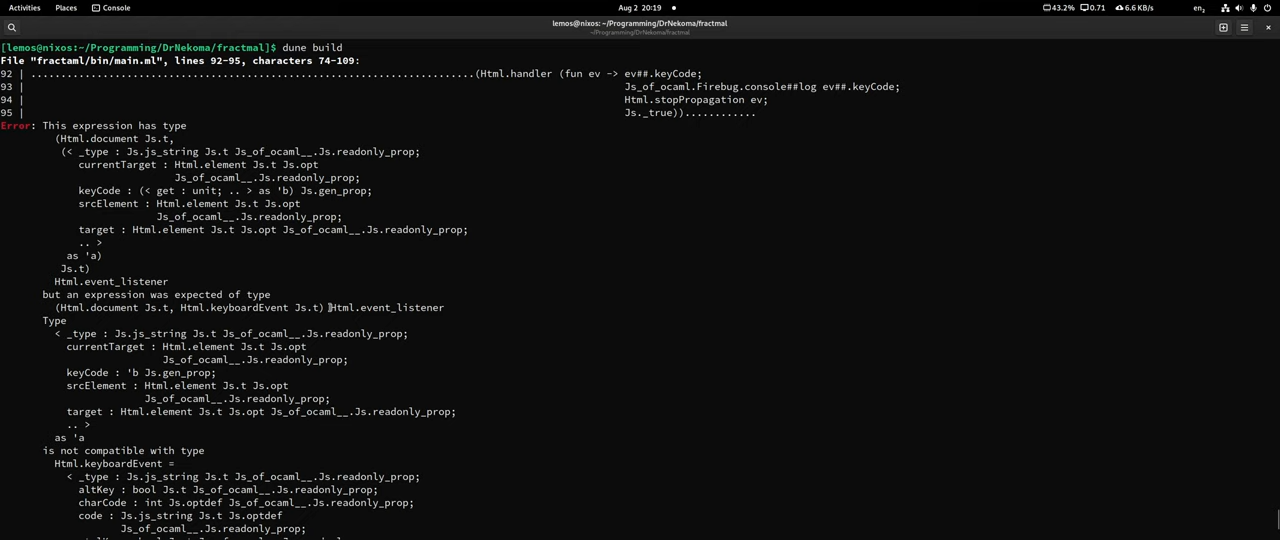 Activities Places Console Aug 2 20:19 43.2% 0.71 6.6 KB/s en₂
lemos@nixos: ~/Programming/DrNekoma/fractmal
~/Programming/DrNekoma/fractmal
[lemos@nixos:~/Programming/DrNekoma/fractmal]$ dune build
File "fractaml/bin/main.ml", lines 92-95, characters 74-109:
92 | ..........................................................................(Html.handler (fun ev -> ev##.keyCode;
93 | Js_of_ocaml.Firebug.console##log ev##.keyCode;
94 | Html.stopPropagation ev;
95 | Js._true))............
Error: This expression has type
(Html.document Js.t,
(< _type : Js.js_string Js.t Js_of_ocaml__.Js.readonly_prop;
currentTarget : Html.element Js.t Js.opt
Js_of_ocaml__.Js.readonly_prop;
keyCode : (< get : unit; .. > as 'b) Js.gen_prop;
srcElement : Html.element Js.t Js.opt
Js_of_ocaml__.Js.readonly_prop;
target : Html.element Js.t Js.opt Js_of_ocaml__.Js.readonly_prop;
.. >
as 'a)
Js.t)
Html.event_listener
but an expression was expected of type
(Html.document Js.t, Html.keyboardEvent Js.t) Html.event_listener
Type
< _type : Js.js_string Js.t Js_of_ocaml__.Js.readonly_prop;
currentTarget : Html.element Js.t Js.opt
Js_of_ocaml__.Js.readonly_prop;
keyCode : 'b Js.gen_prop;
srcElement : Html.element Js.t Js.opt
Js_of_ocaml__.Js.readonly_prop;
target : Html.element Js.t Js.opt Js_of_ocaml__.Js.readonly_prop;
.. >
as 'a
is not compatible with type
Html.keyboardEvent =
< _type : Js.js_string Js.t Js_of_ocaml__.Js.readonly_prop;
altKey : bool Js.t Js_of_ocaml__.Js.readonly_prop;
charCode : int Js.optdef Js_of_ocaml__.Js.readonly_prop;
code : Js.js_string Js.t Js.optdef
Js_of_ocaml__.Js.readonly_prop;